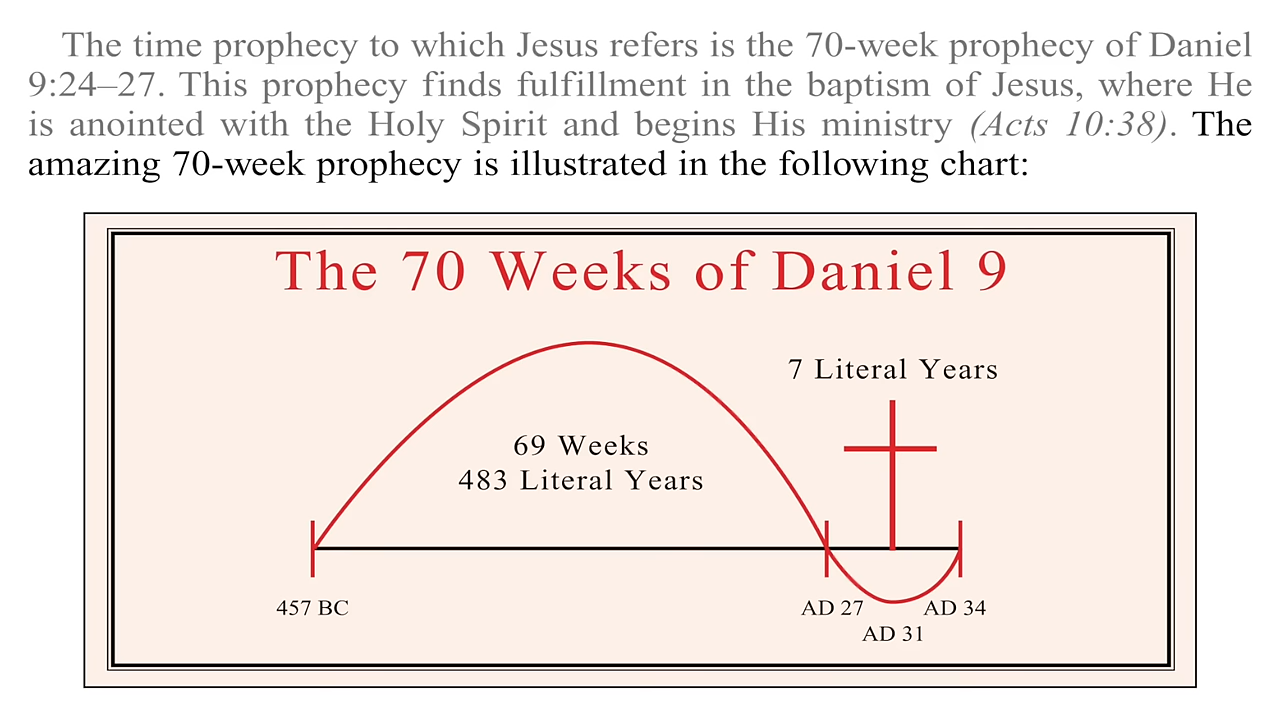 The time prophecy to which Jesus refers is the 70-week prophecy of Daniel
9:24–27. This prophecy finds fulfillment in the baptism of Jesus, where He
is anointed with the Holy Spirit and begins His ministry (Acts 10:38). The
amazing 70-week prophecy is illustrated in the following chart:
The 70 Weeks of Daniel 9
7 Literal Years
69 Weeks
483 Literal Years
457 BC
AD 27
AD 34
AD 31